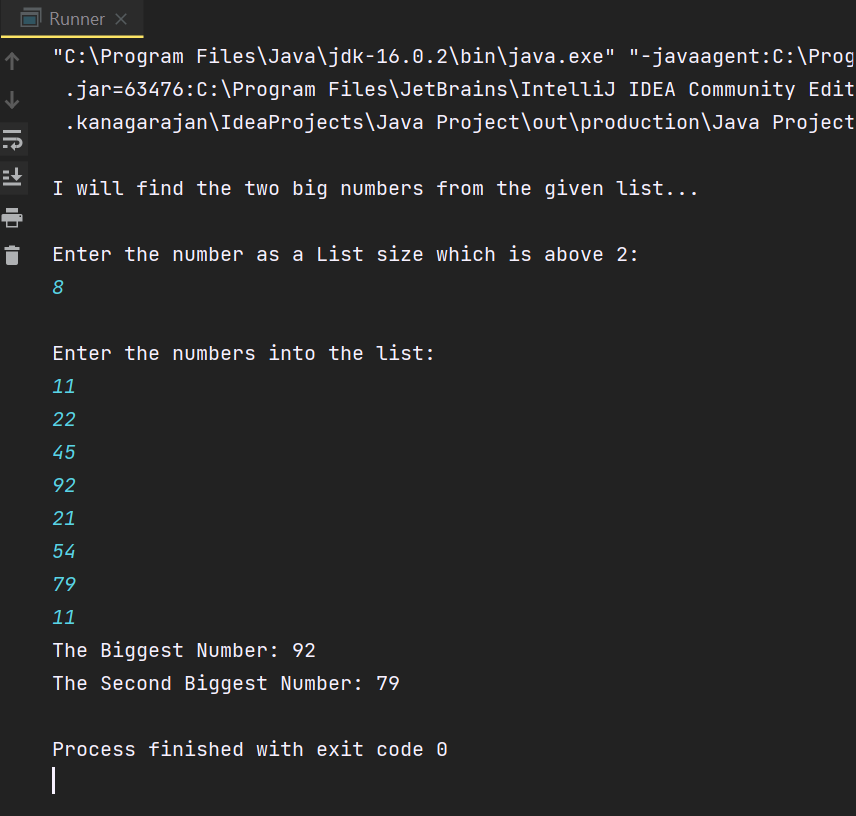 Runner
"C:\Program Files\Java\jdk-16.0.2\bin\java.exe" "-javaagent:C:\Prog
.jar=63476:C:\Program Files\JetBrains\IntelliJ IDEA Community Edit
.kanagarajan\IdeaProjects\Java Project\out\production\Java Project
I will find the two big numbers from the given list...
Enter the number as a List size which is above 2:
8
Enter the numbers into the list:
11
22
45
92
21
54
79
11
The Biggest Number: 92
The Second Biggest Number: 79
Process finished with exit code 0